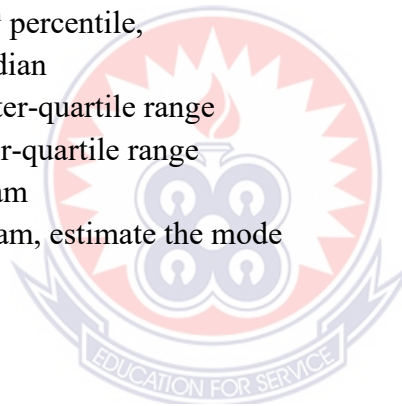 percentile,
dian
ter-quartile range
r-quartile range
am
am, estimate the mode
EDUCATION FOR SERVICE